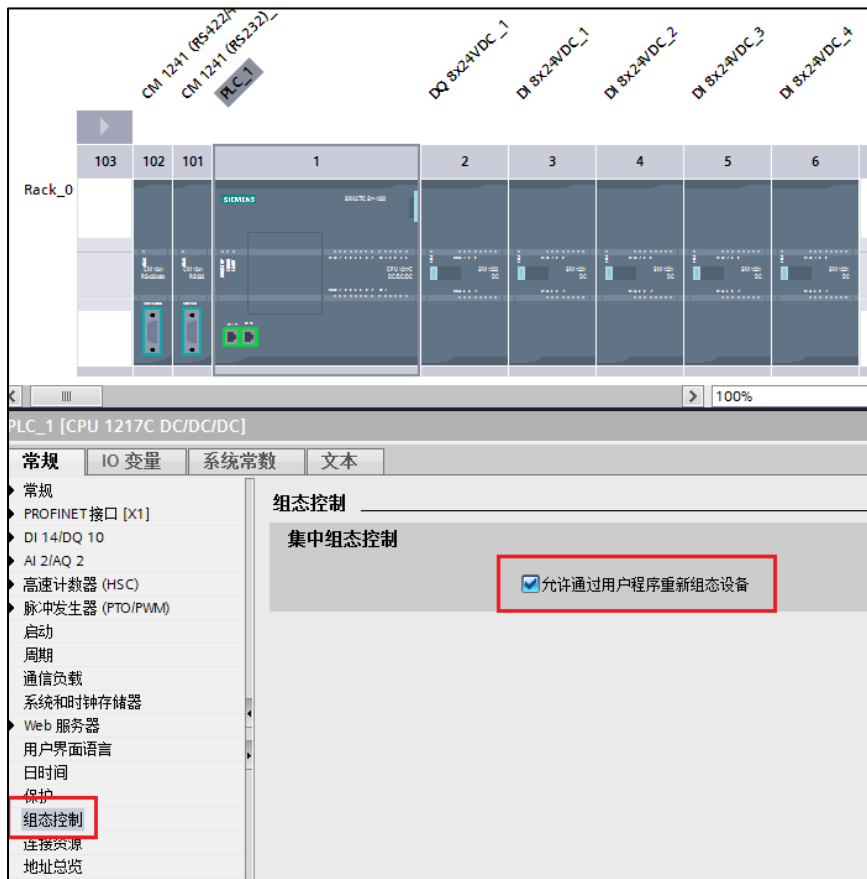 CM 1241 (RS422/4
CM 1241 (RS232)_
PLC_1
DQ 8x24VDC_1
DI 8x24VDC_1
DI 8x24VDC_2
DI 8x24VDC_3
DI 8x24VDC_4
103 102 101 1 2 3 4 5 6
Rack_0
SIEMENS
CPU 1217C
DC/DC/DC
100%
PLC_1 [CPU 1217C DC/DC/DC]
常规 IO 变量 系统常数 文本
常规
PROFINET接口 [X1]
DI 14/DQ 10
AI 2/AQ 2
高速计数器 (HSC)
脉冲发生器 (PTO/PWM)
启动
周期
通信负载
系统和时钟存储器
Web 服务器
用户界面语言
日时间
保护
组态控制
连接资源
地址总览
组态控制
集中组态控制
允许通过用户程序重新组态设备